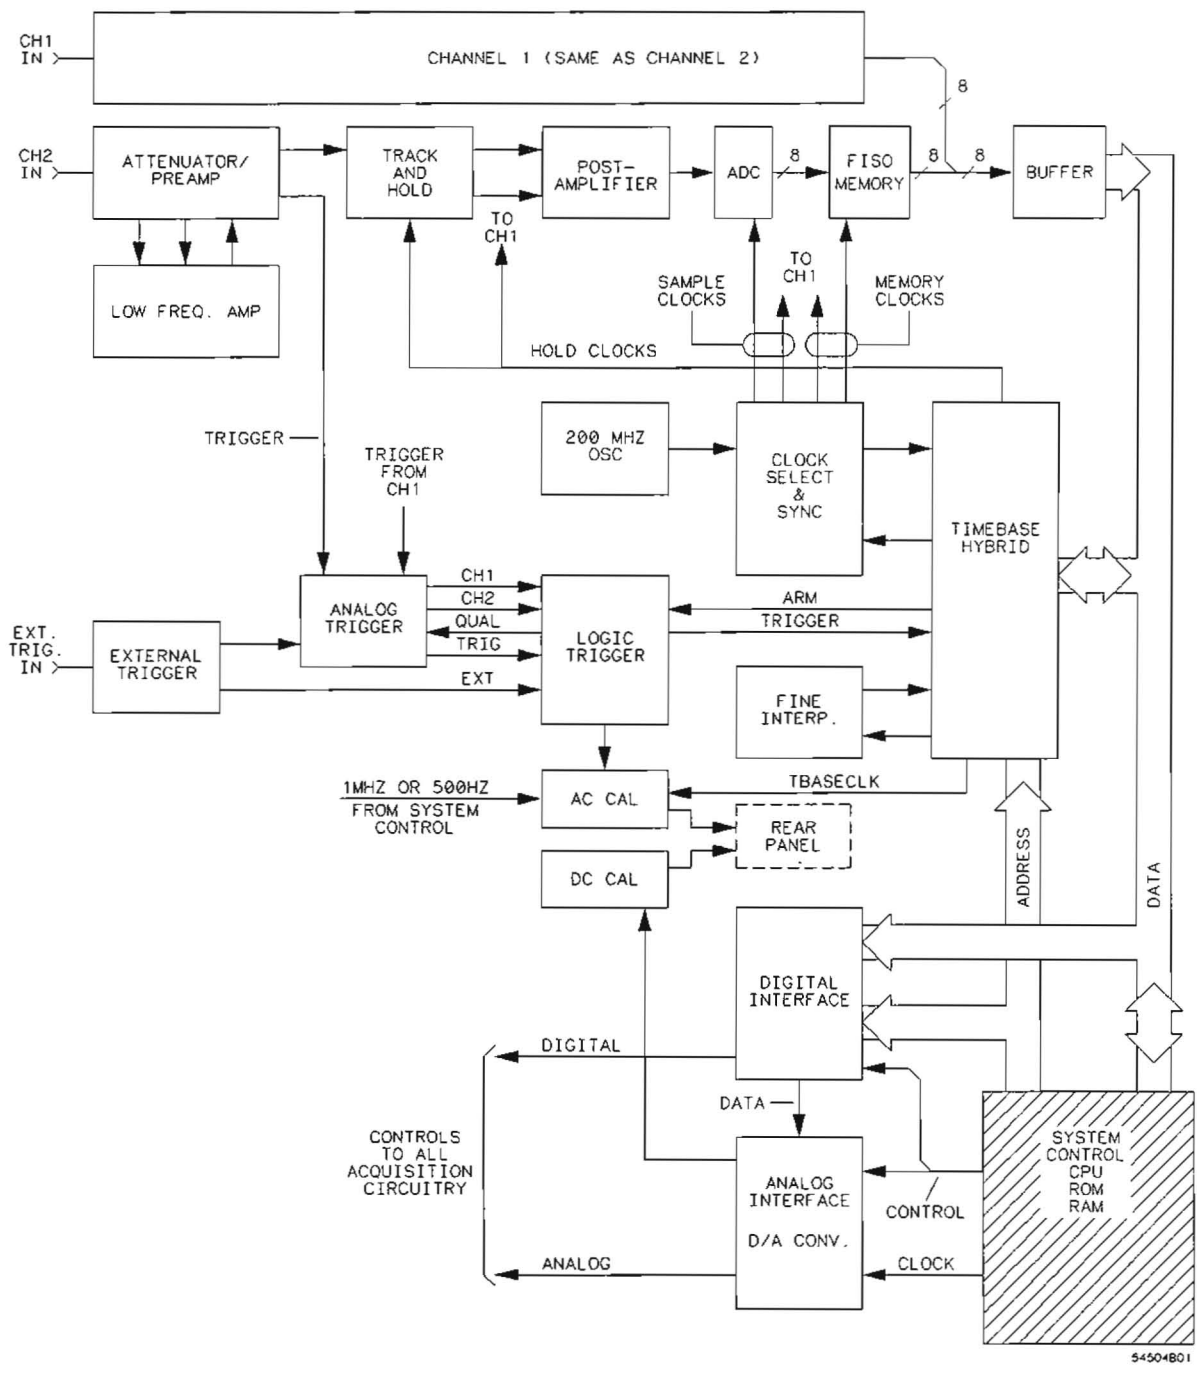 CH1
IN
CHANNEL 1 (SAME AS CHANNEL 2)
8
CH2
IN
ATTENUATOR/
PREAMP
TRACK
AND
HOLD
POST-
AMPLIFIER
ADC
8
FISO
MEMORY
8
8
BUFFER
LOW FREQ. AMP
TO
CH1
SAMPLE
CLOCKS
TO
CH1
MEMORY
CLOCKS
HOLD CLOCKS
TRIGGER
TRIGGER
FROM
CH1
200 MHZ
OSC
CLOCK
SELECT
&
SYNC
TIMEBASE
HYBRID
EXT.
TRIG.
IN
EXTERNAL
TRIGGER
ANALOG
TRIGGER
CH1
CH2
QUAL
TRIG
EXT
LOGIC
TRIGGER
ARM
TRIGGER
FINE
INTERP.
1MHZ OR 500HZ
FROM SYSTEM
CONTROL
AC CAL
TBASECLK
REAR
PANEL
DC CAL
ADDRESS
DATA
DIGITAL
INTERFACE
DIGITAL
DATA
CONTROLS
TO ALL
ACQUISITION
CIRCUITRY
ANALOG
INTERFACE
D/A CONV.
ANALOG
CONTROL
CLOCK
SYSTEM
CONTROL
CPU
ROM
RAM
54504B01